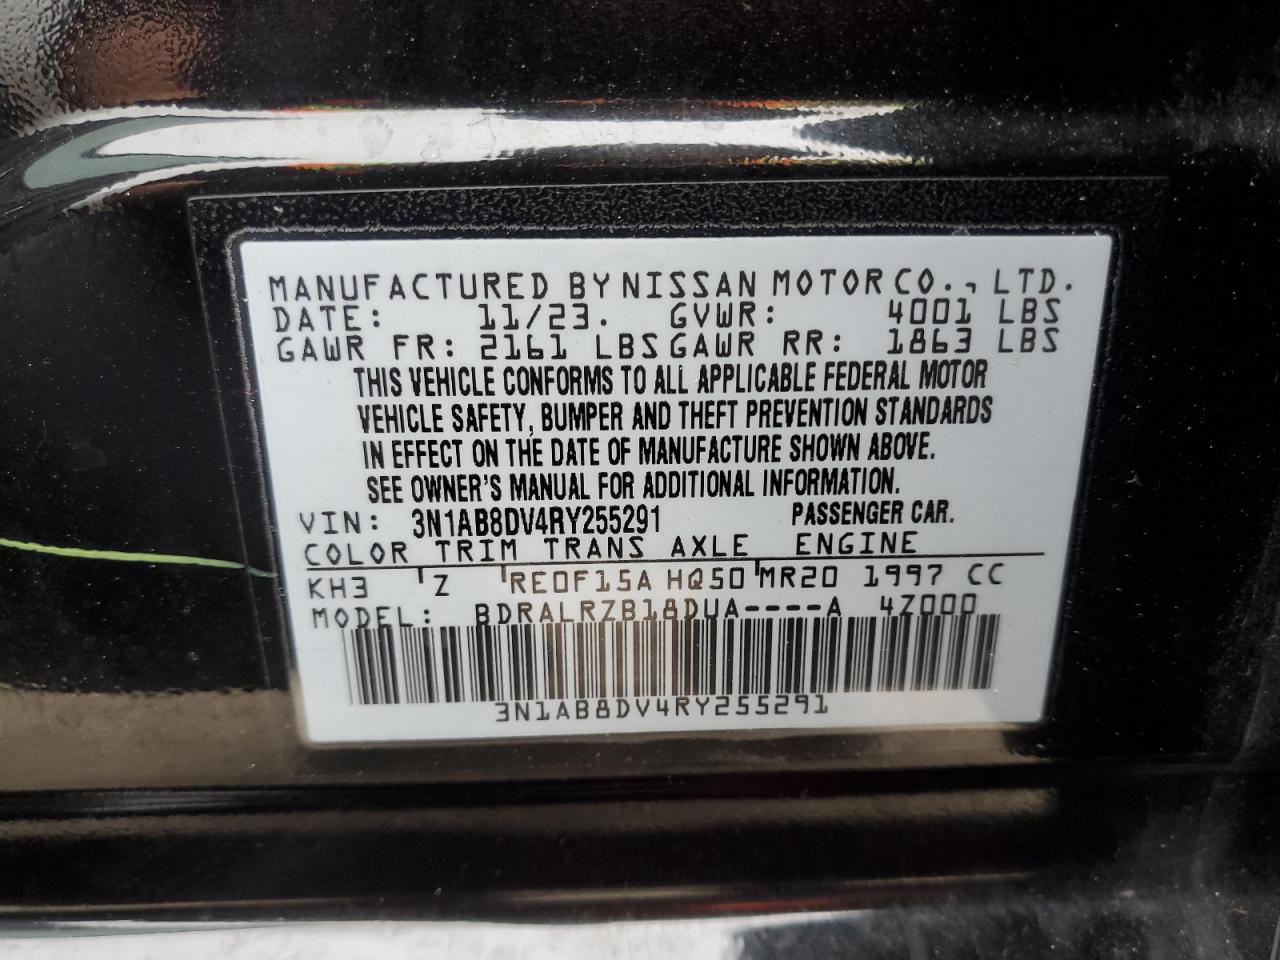 MANUFACTURED BY NISSAN MOTOR CO., LTD.
DATE: 11/23. GVWR: 4001 LBS
GAWR FR: 2161 LBS GAWR RR: 1863 LBS
THIS VEHICLE CONFORMS TO ALL APPLICABLE FEDERAL MOTOR
VEHICLE SAFETY, BUMPER AND THEFT PREVENTION STANDARDS
IN EFFECT ON THE DATE OF MANUFACTURE SHOWN ABOVE.
SEE OWNER'S MANUAL FOR ADDITIONAL INFORMATION.
VIN: 3N1AB8DV4RY255291 PASSENGER CAR.
COLOR TRIM TRANS AXLE ENGINE
KH3 Z RE0F15A HQ50 MR20 1997 CC
MODEL: BDRALRZB18DUA----A 4Z000
3N1AB8DV4RY255291